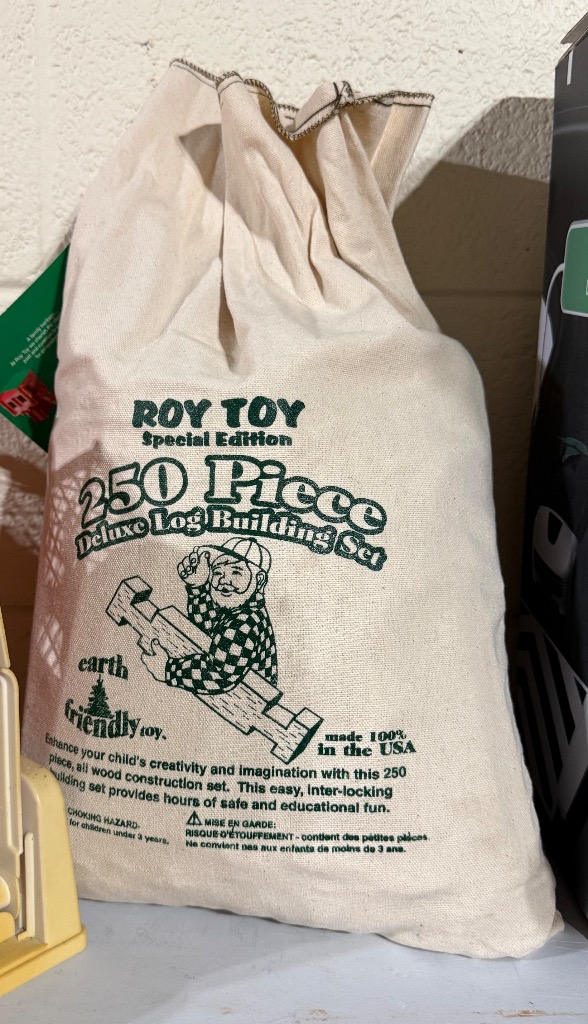 ROY TOY
Special Edition
250 Piece
Deluxe Log Building Set
earth
friendly toy.
made 100%
in the USA
Enhance your child's creativity and imagination with this 250
piece, all wood construction set. This easy, inter-locking
building set provides hours of safe and educational fun.
CHOKING HAZARD-
for children under 3 years.
MISE EN GARDE:
RISQUE D'ÉTOUFFEMENT - contient des petites pièces.
Ne convient pas aux enfants de moins de 3 ans.